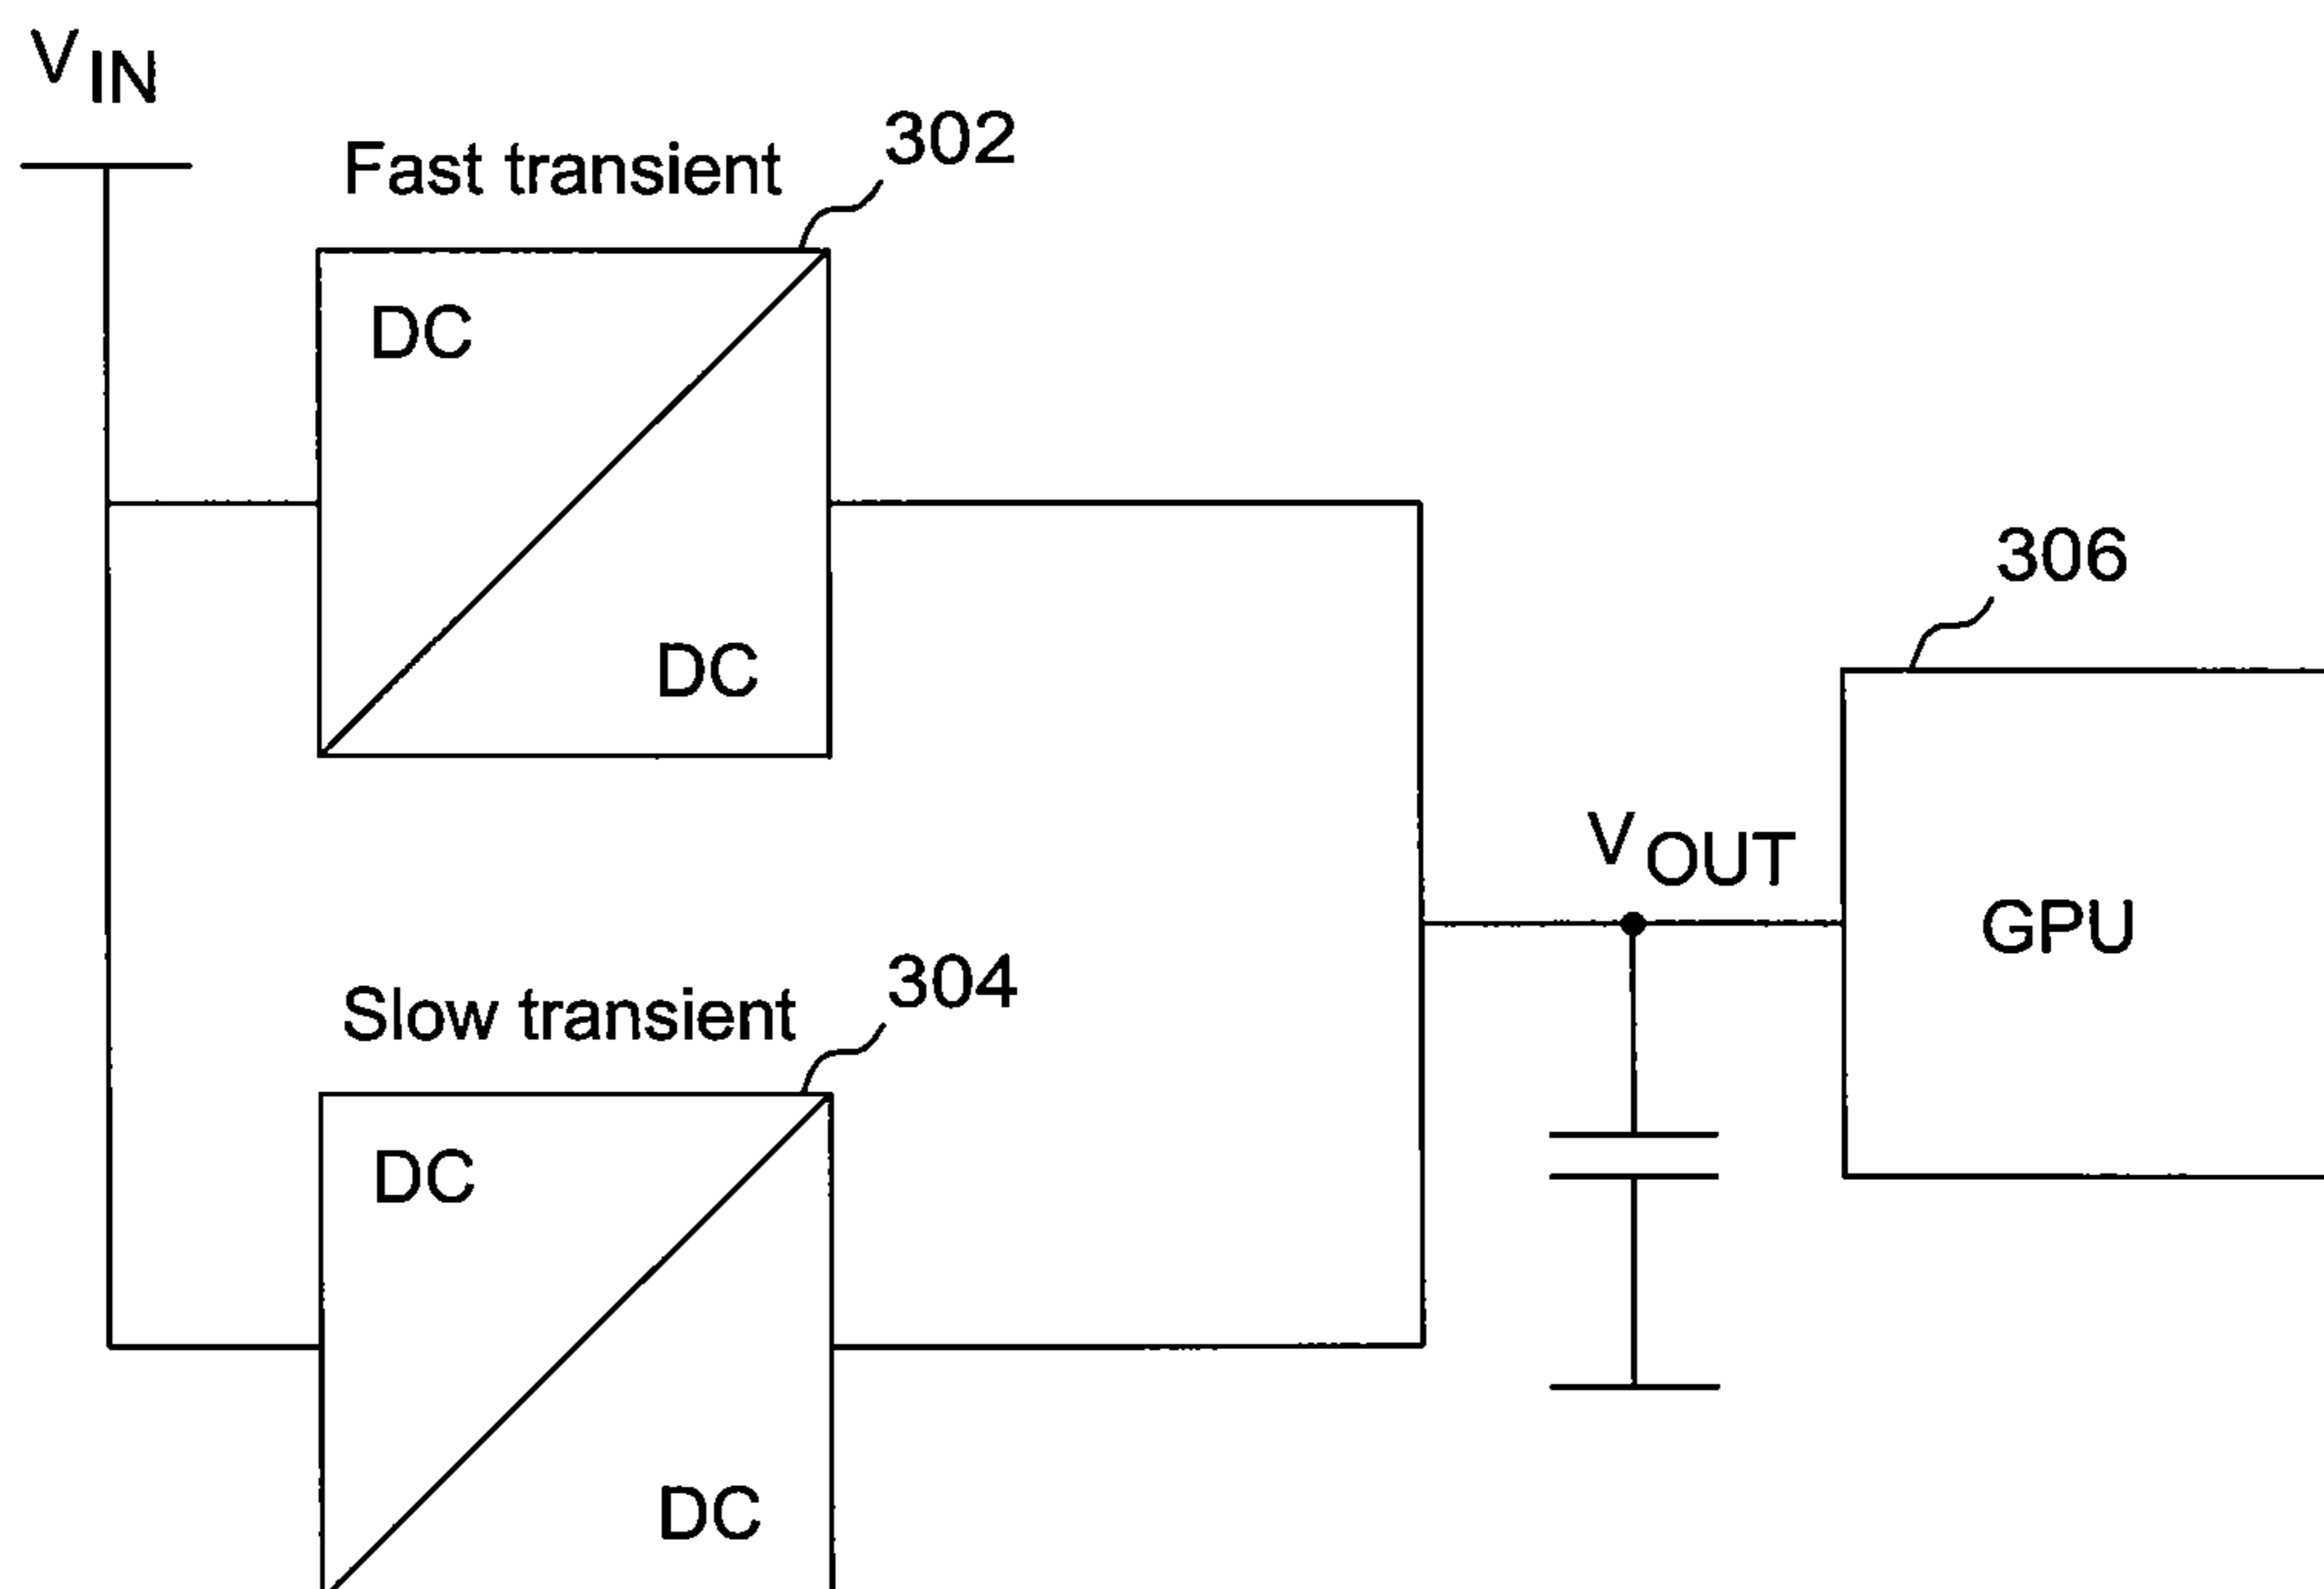 VIN
Fast transient
302
DC
DC
306
VOUT
GPU
Slow transient
304
DC
DC